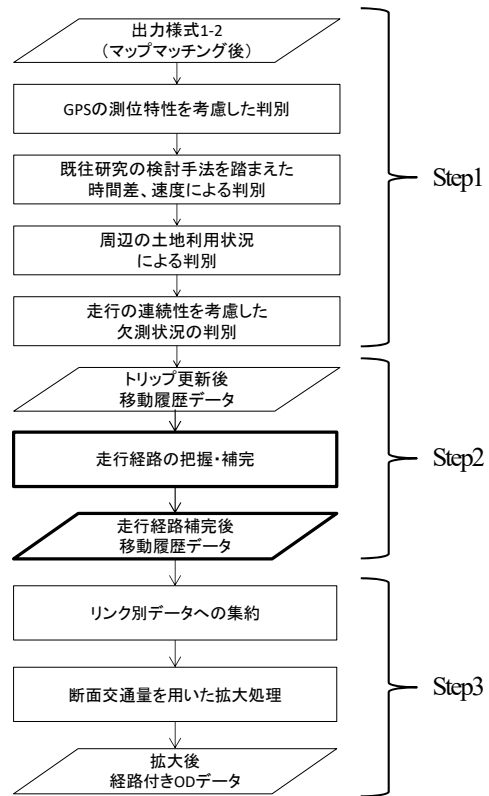 出力様式1-2
(マップマッチング後)
GPSの測位特性を考慮した判別
既往研究の検討手法を踏まえた
時間差、速度による判別
周辺の土地利用状況
による判別
走行の連続性を考慮した
欠測状況の判別
Step1
トリップ更新後
移動履歴データ
走行経路の把握・補完
走行経路補完後
移動履歴データ
Step2
リンク別データへの集約
断面交通量を用いた拡大処理
拡大後
経路付きODデータ
Step3